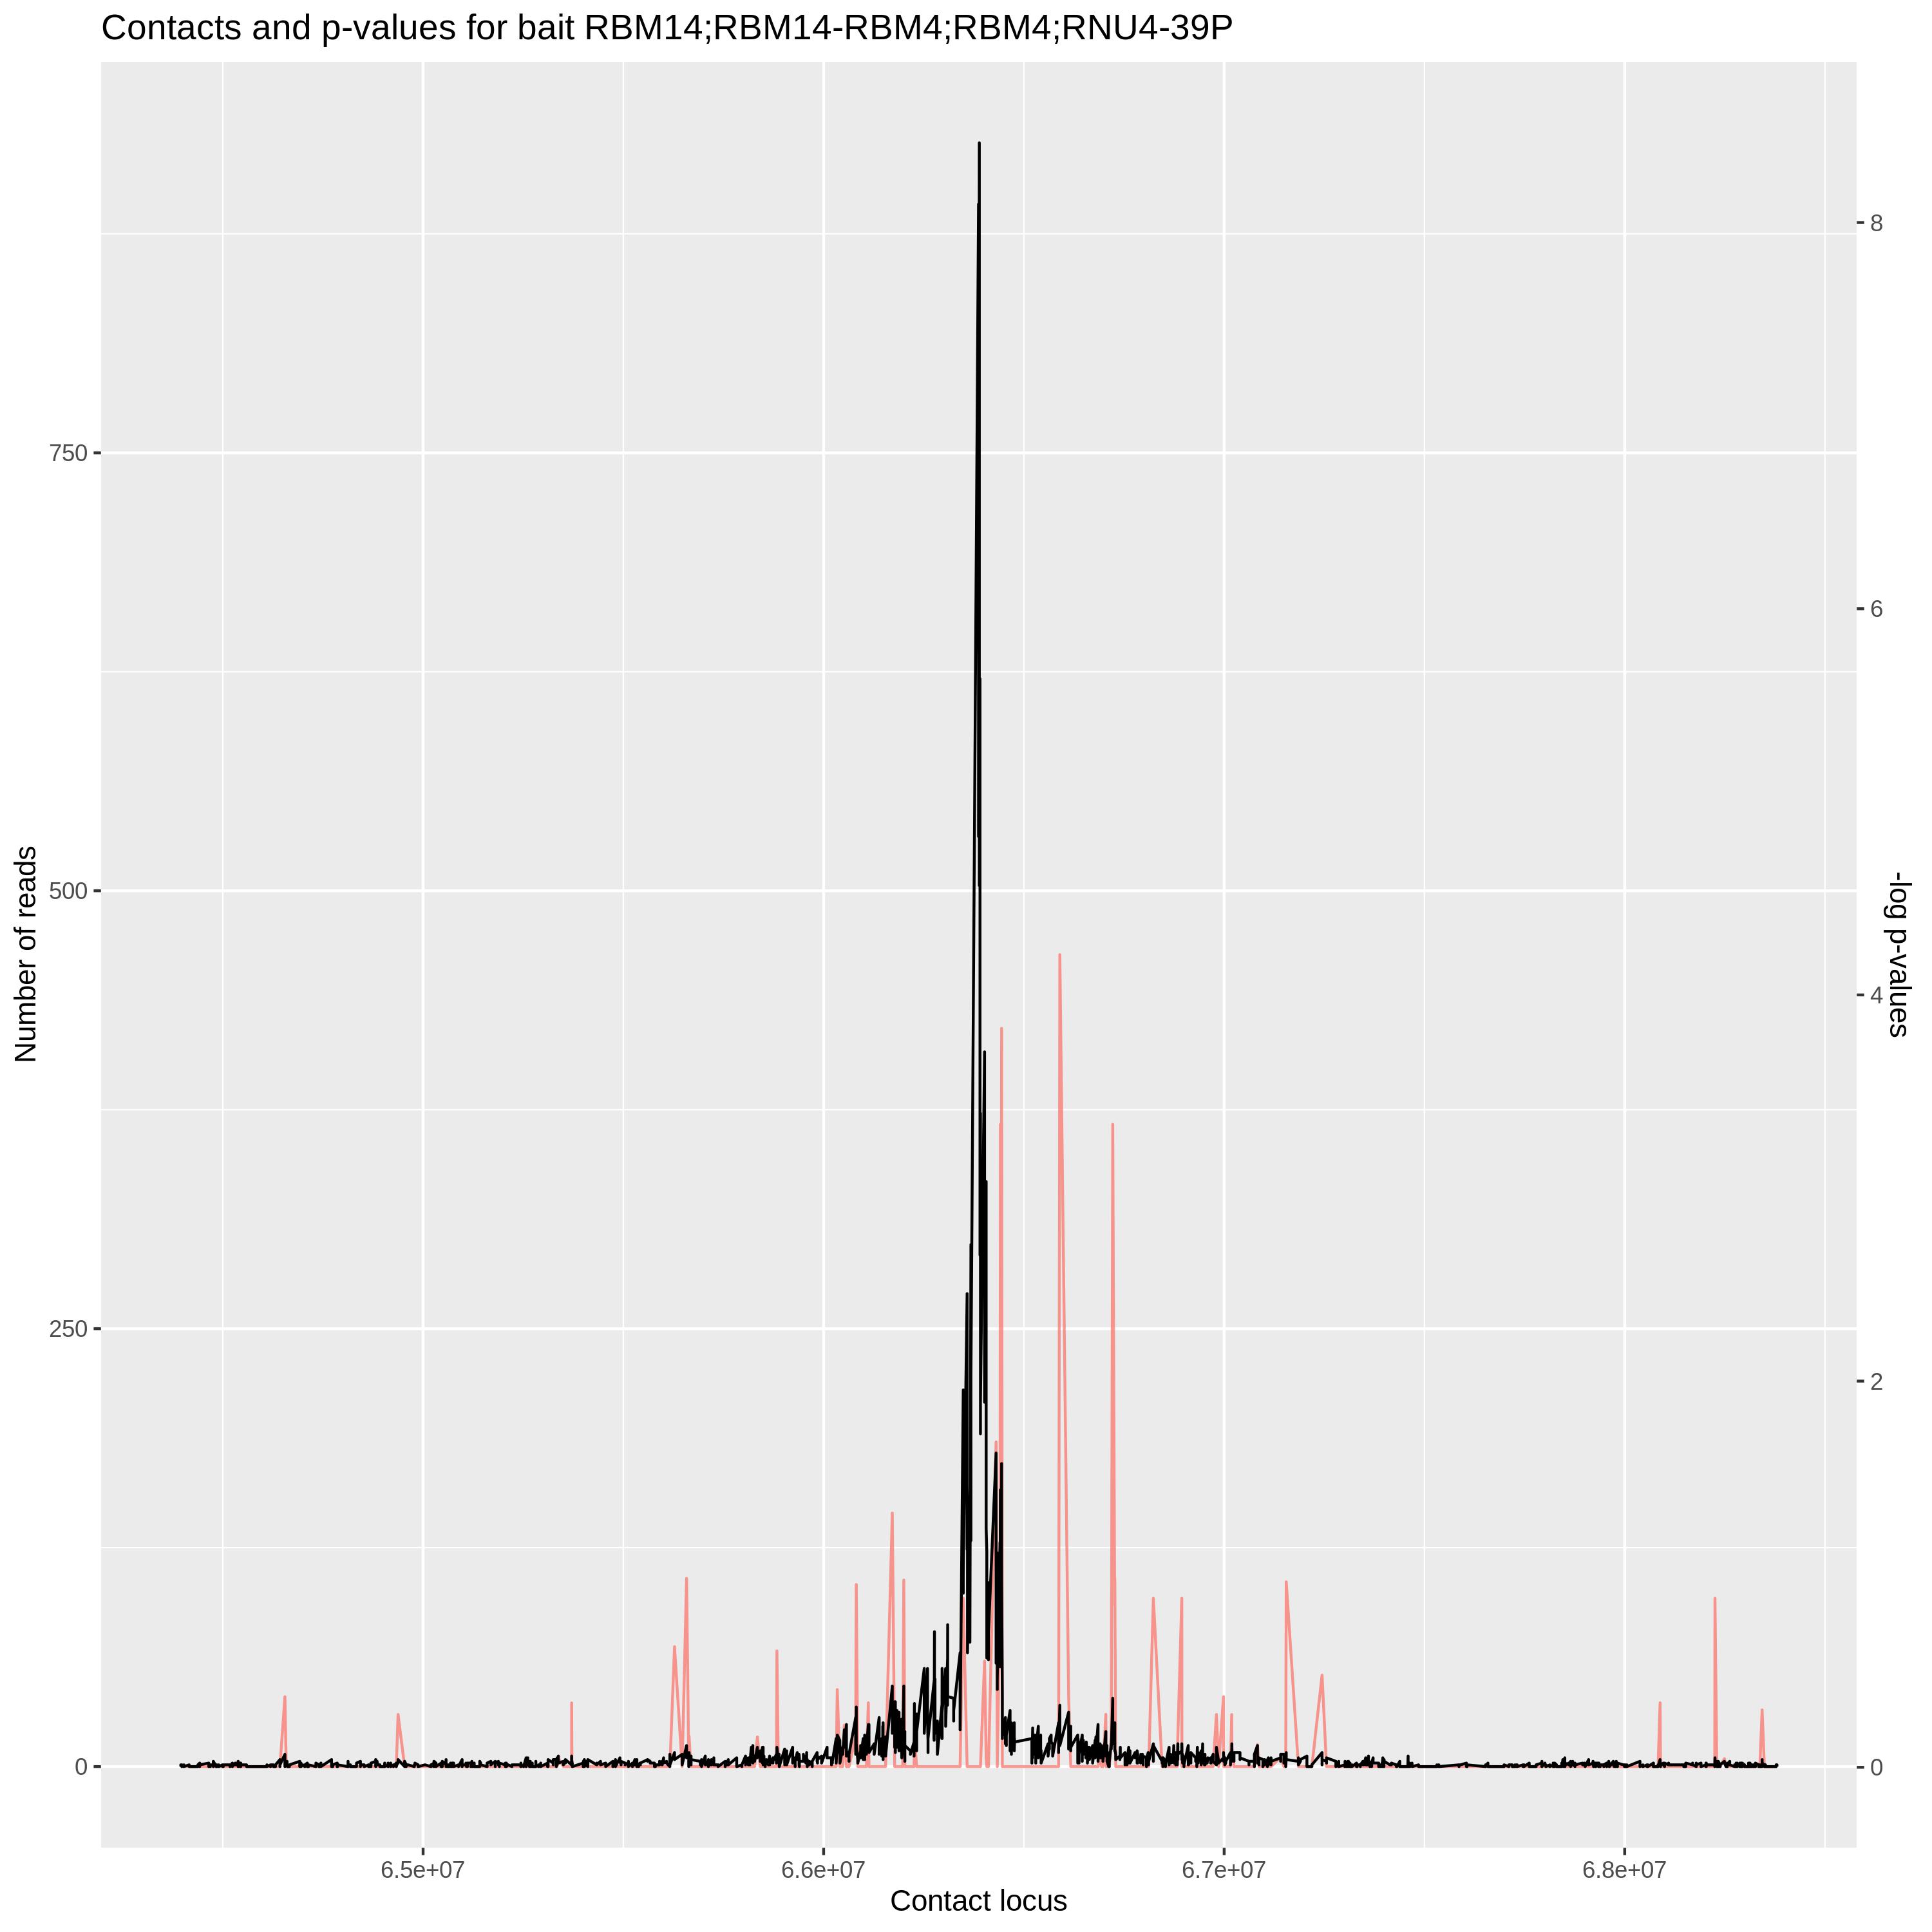 Contacts and p-values for bait RBM14;RBM14-RBM4;RBM4;RNU4-39P
750
500
250
0
Number of reads
8
6
4
2
0
-log p-values
6.5e+07
6.6e+07
6.7e+07
6.8e+07
Contact locus